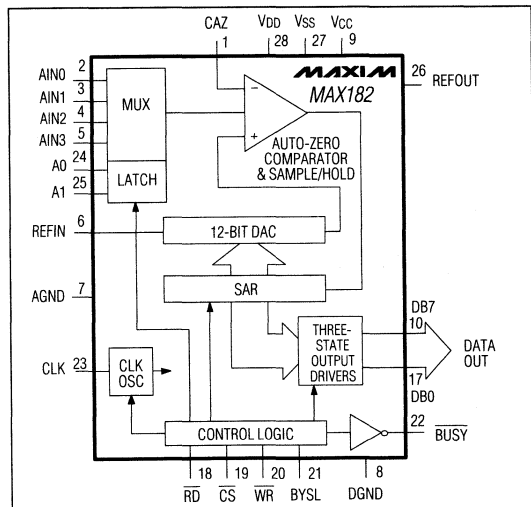 CAZ VDD VSS VCC
1 28 27 9
MAXIM
MAX182
26 REFOUT
AIN0 2
AIN1 3
AIN2 4
AIN3 5
A0 24
A1 25
MUX
LATCH
−
+
AUTO-ZERO
COMPARATOR
& SAMPLE/HOLD
REFIN 6
12-BIT DAC
AGND 7
SAR
THREE-
STATE
OUTPUT
DRIVERS
DB7
10
DATA
OUT
17
DB0
CLK 23
CLK
OSC
CONTROL LOGIC
22 BUSY
18 19 20 21 8
RD CS WR BYSL DGND